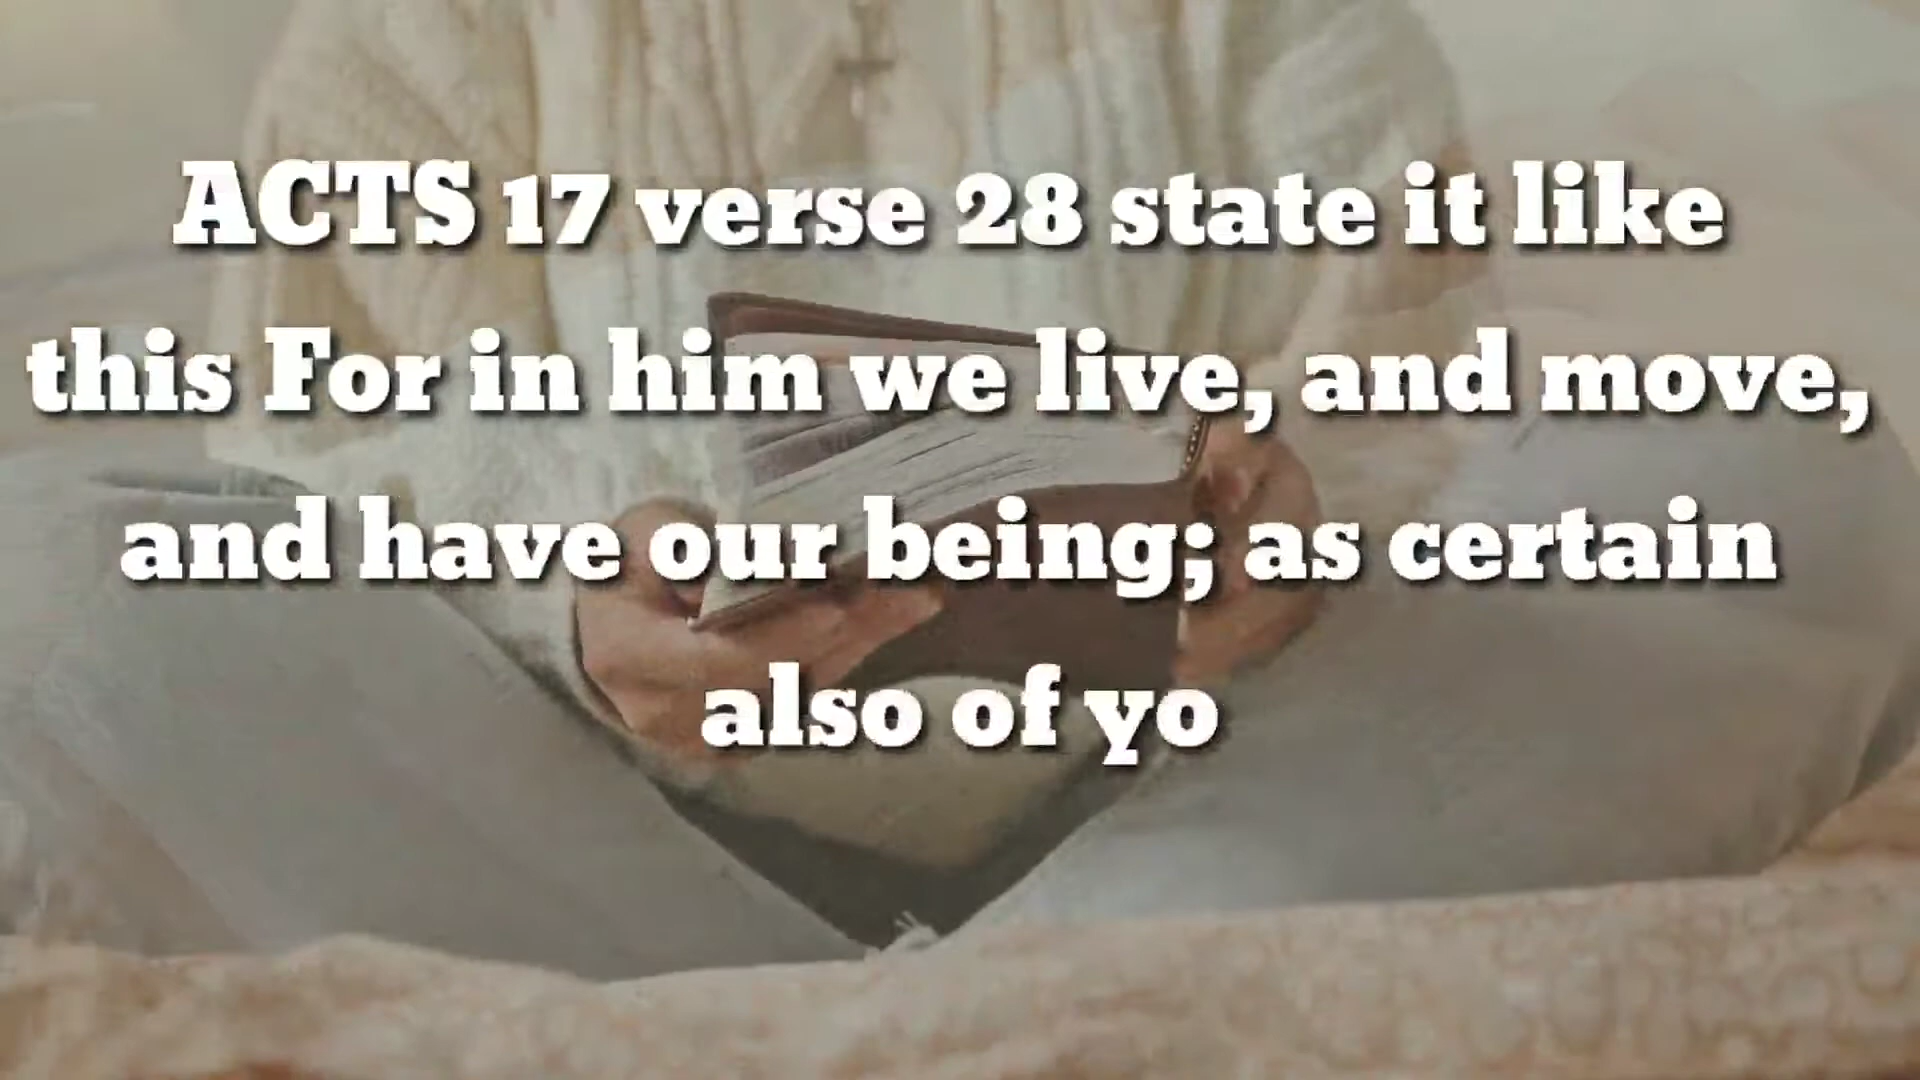 ACTS 17 verse 28 state it like
this For in him we live, and move,
and have our being; as certain
also of yo